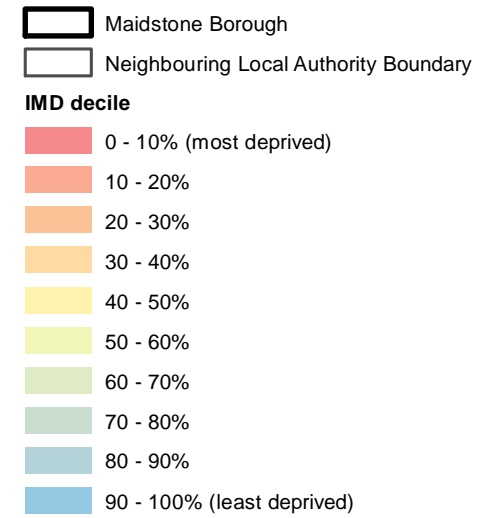 Maidstone Borough
Neighbouring Local Authority Boundary
IMD decile
0 - 10% (most deprived)
10 - 20%
20 - 30%
30 - 40%
40 - 50%
50 - 60%
60 - 70%
70 - 80%
80 - 90%
90 - 100% (least deprived)